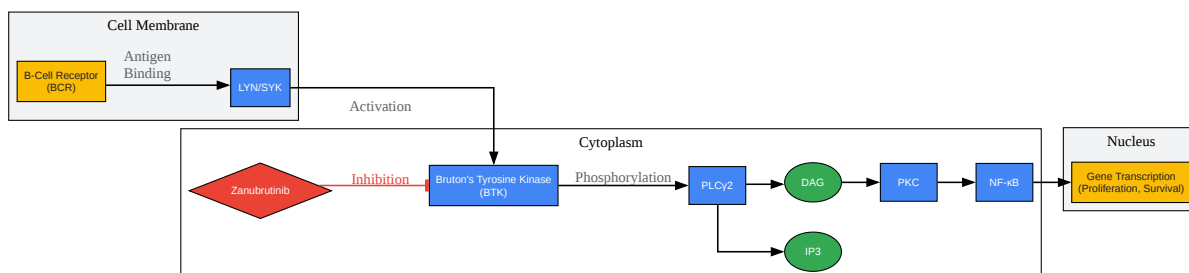 Cell Membrane
B-Cell Receptor
(BCR)
Antigen
Binding
LYN/SYK
Activation
Cytoplasm
Zanubrutinib
Inhibition
Bruton's Tyrosine Kinase
(BTK)
Phosphorylation
PLCγ2
DAG
IP3
PKC
NF-κB
Nucleus
Gene Transcription
(Proliferation, Survival)